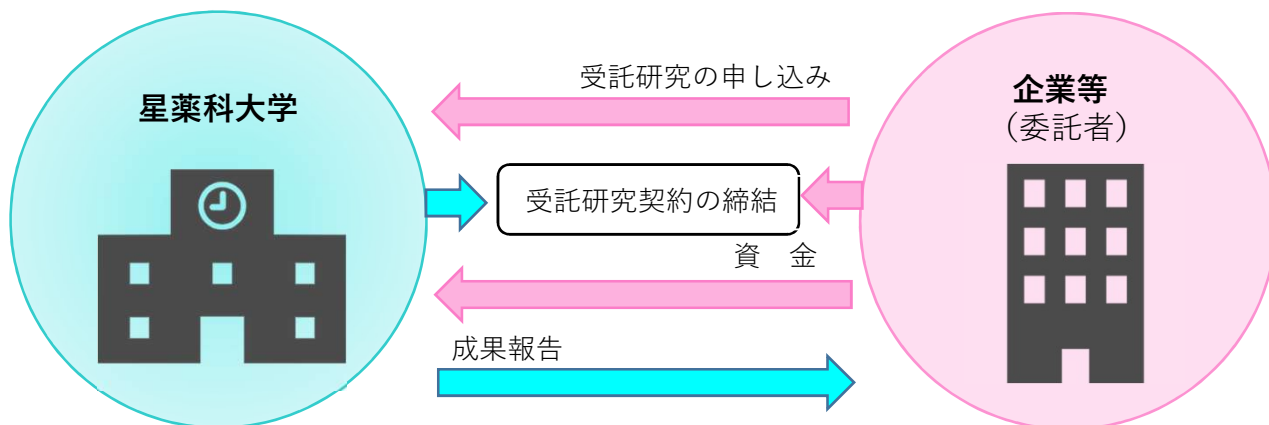 星薬科大学
受託研究の申し込み
企業等
（委託者）
受託研究契約の締結
資　金
成果報告